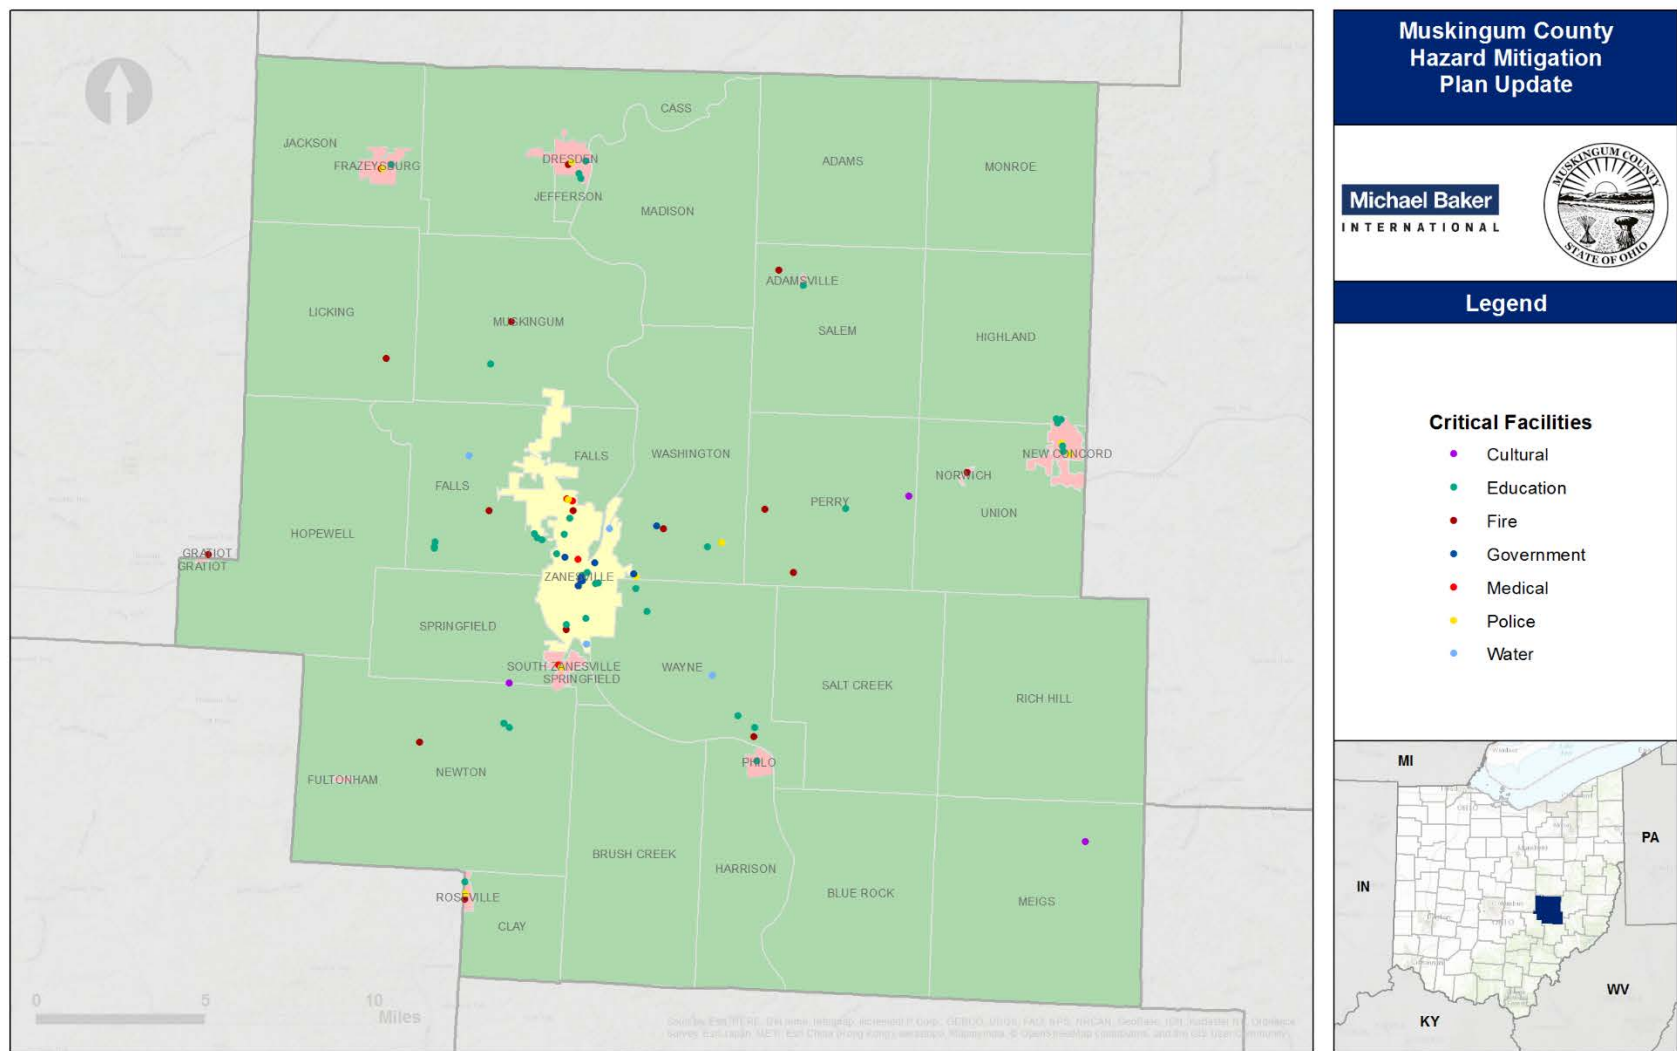 Muskingum County
Hazard Mitigation
Plan Update
Michael Baker
INTERNATIONAL
MUSKINGUM COUNTY
STATE OF OHIO
Legend
Critical Facilities
Cultural
Education
Fire
Government
Medical
Police
Water
CASS
JACKSON
FRAZEYSBURG
DRESDEN
JEFFERSON
MADISON
ADAMS
MONROE
ADAMSVILLE
LICKING
MUSKINGUM
SALEM
HIGHLAND
FALLS
WASHINGTON
NEW CONCORD
FALLS
NORWICH
PERRY
UNION
HOPEWELL
GRATIOT
GRATIOT
ZANESVILLE
SPRINGFIELD
SOUTH ZANESVILLE
SPRINGFIELD
WAYNE
SALT CREEK
RICH HILL
FULTONHAM
NEWTON
PHILO
BRUSH CREEK
HARRISON
BLUE ROCK
MEIGS
ROSEVILLE
CLAY
0 5 10
Miles
MI
PA
IN
OHIO
WV
KY